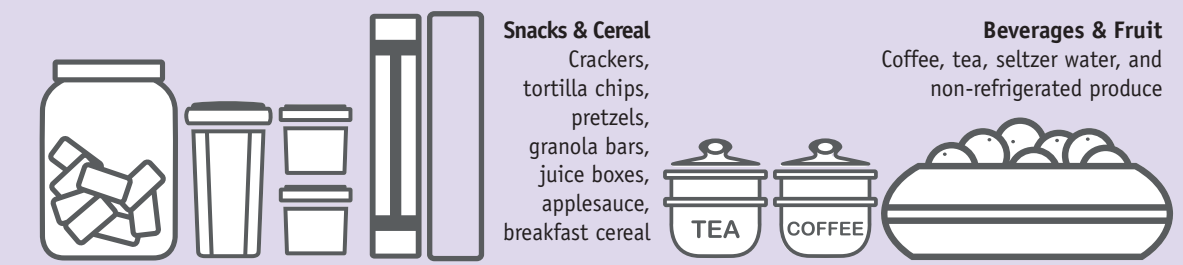 Snacks & Cereal
Crackers,
tortilla chips,
pretzels,
granola bars,
juice boxes,
applesauce,
breakfast cereal
Beverages & Fruit
Coffee, tea, seltzer water, and
non-refrigerated produce
TEA
COFFEE